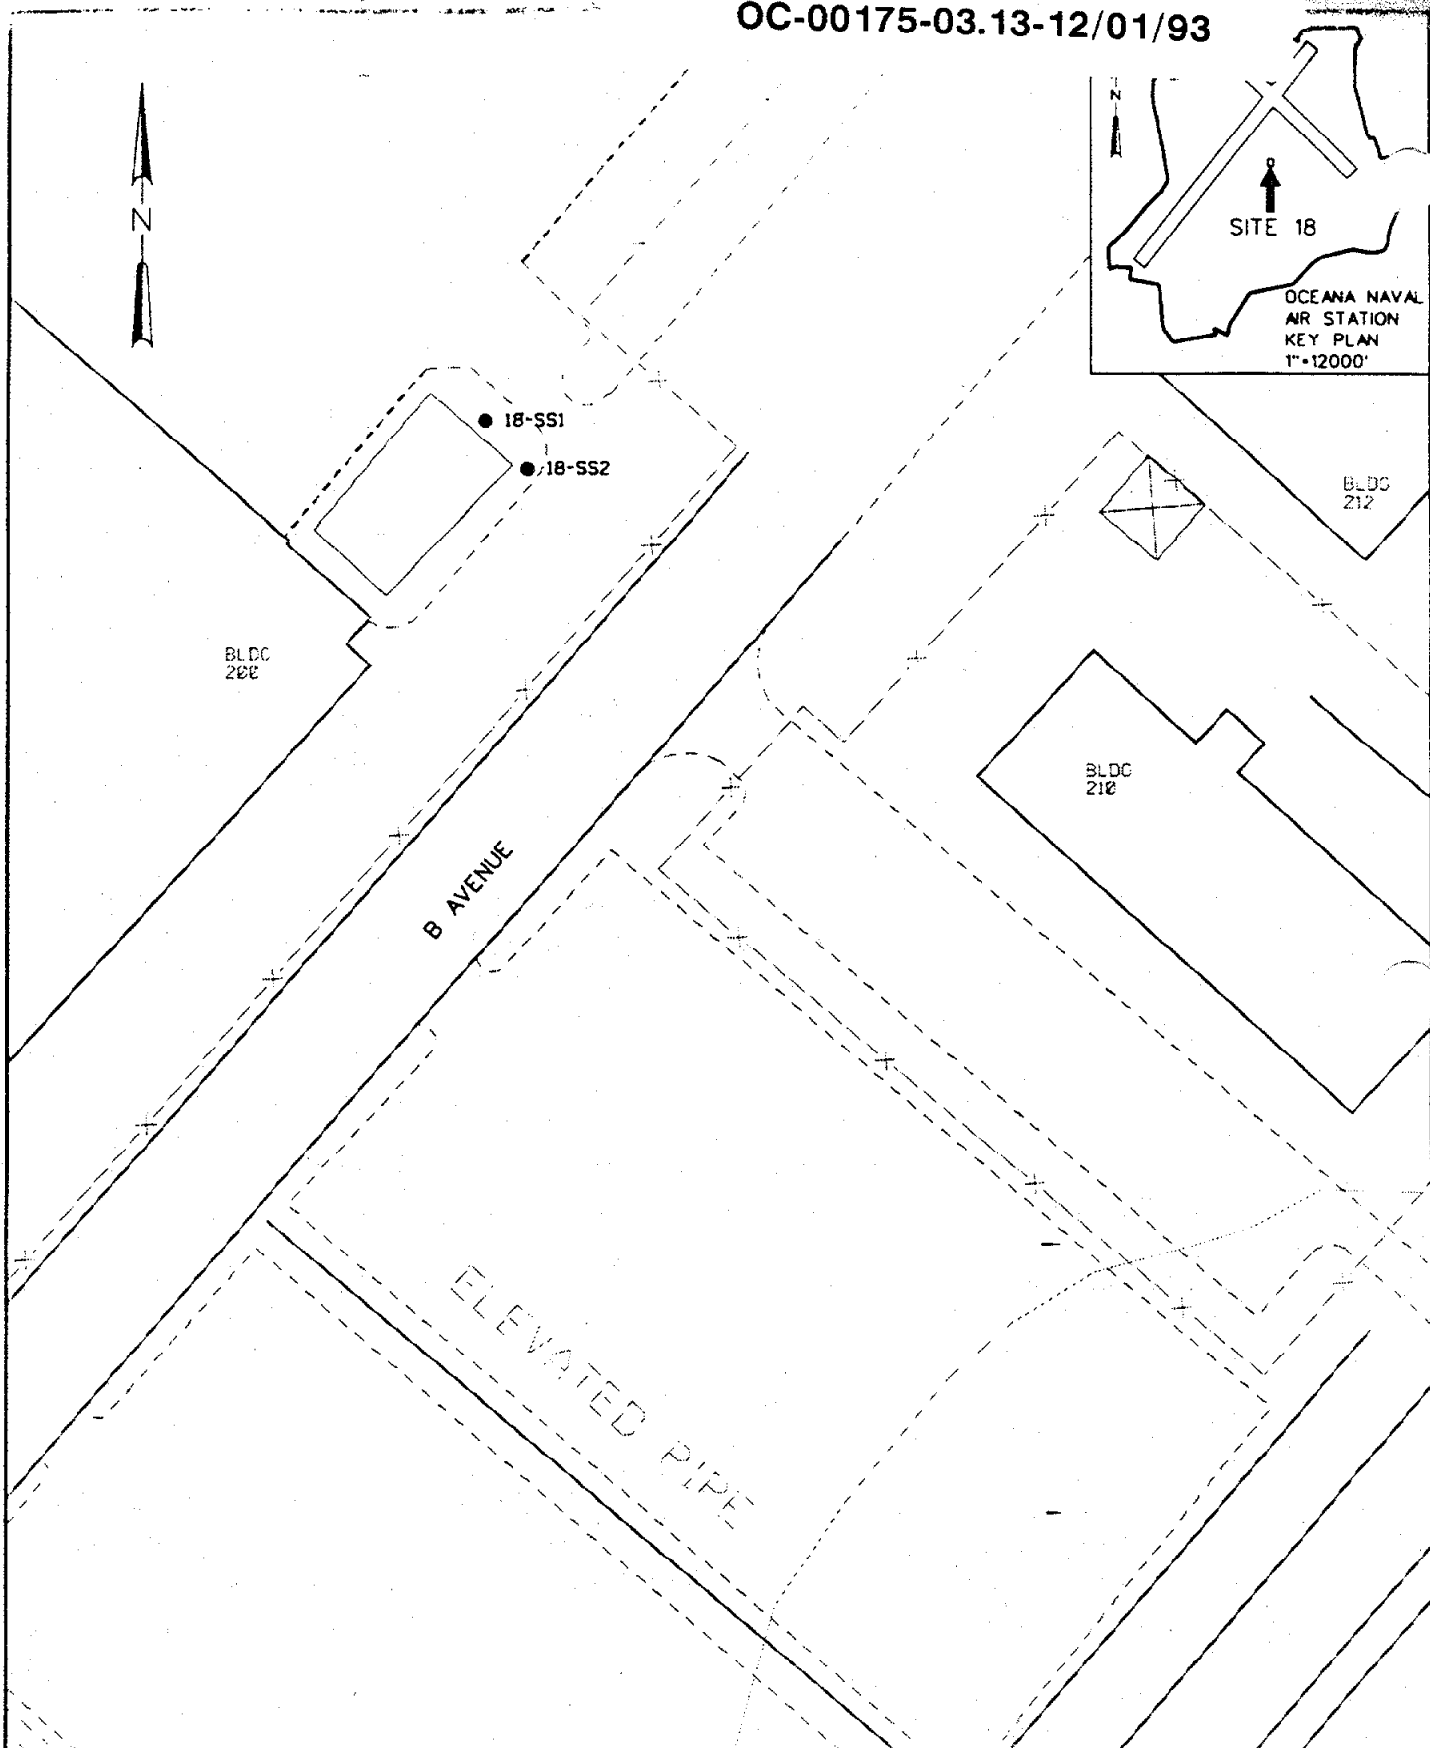 OC-00175-03.13-12/01/93
N
N
SITE 18
OCEANA NAVAL
AIR STATION
KEY PLAN
1"=12000'
18-SS1
18-SS2
BLDG
212
BLDG
200
BLDG
210
B AVENUE
ELEVATED PIPE